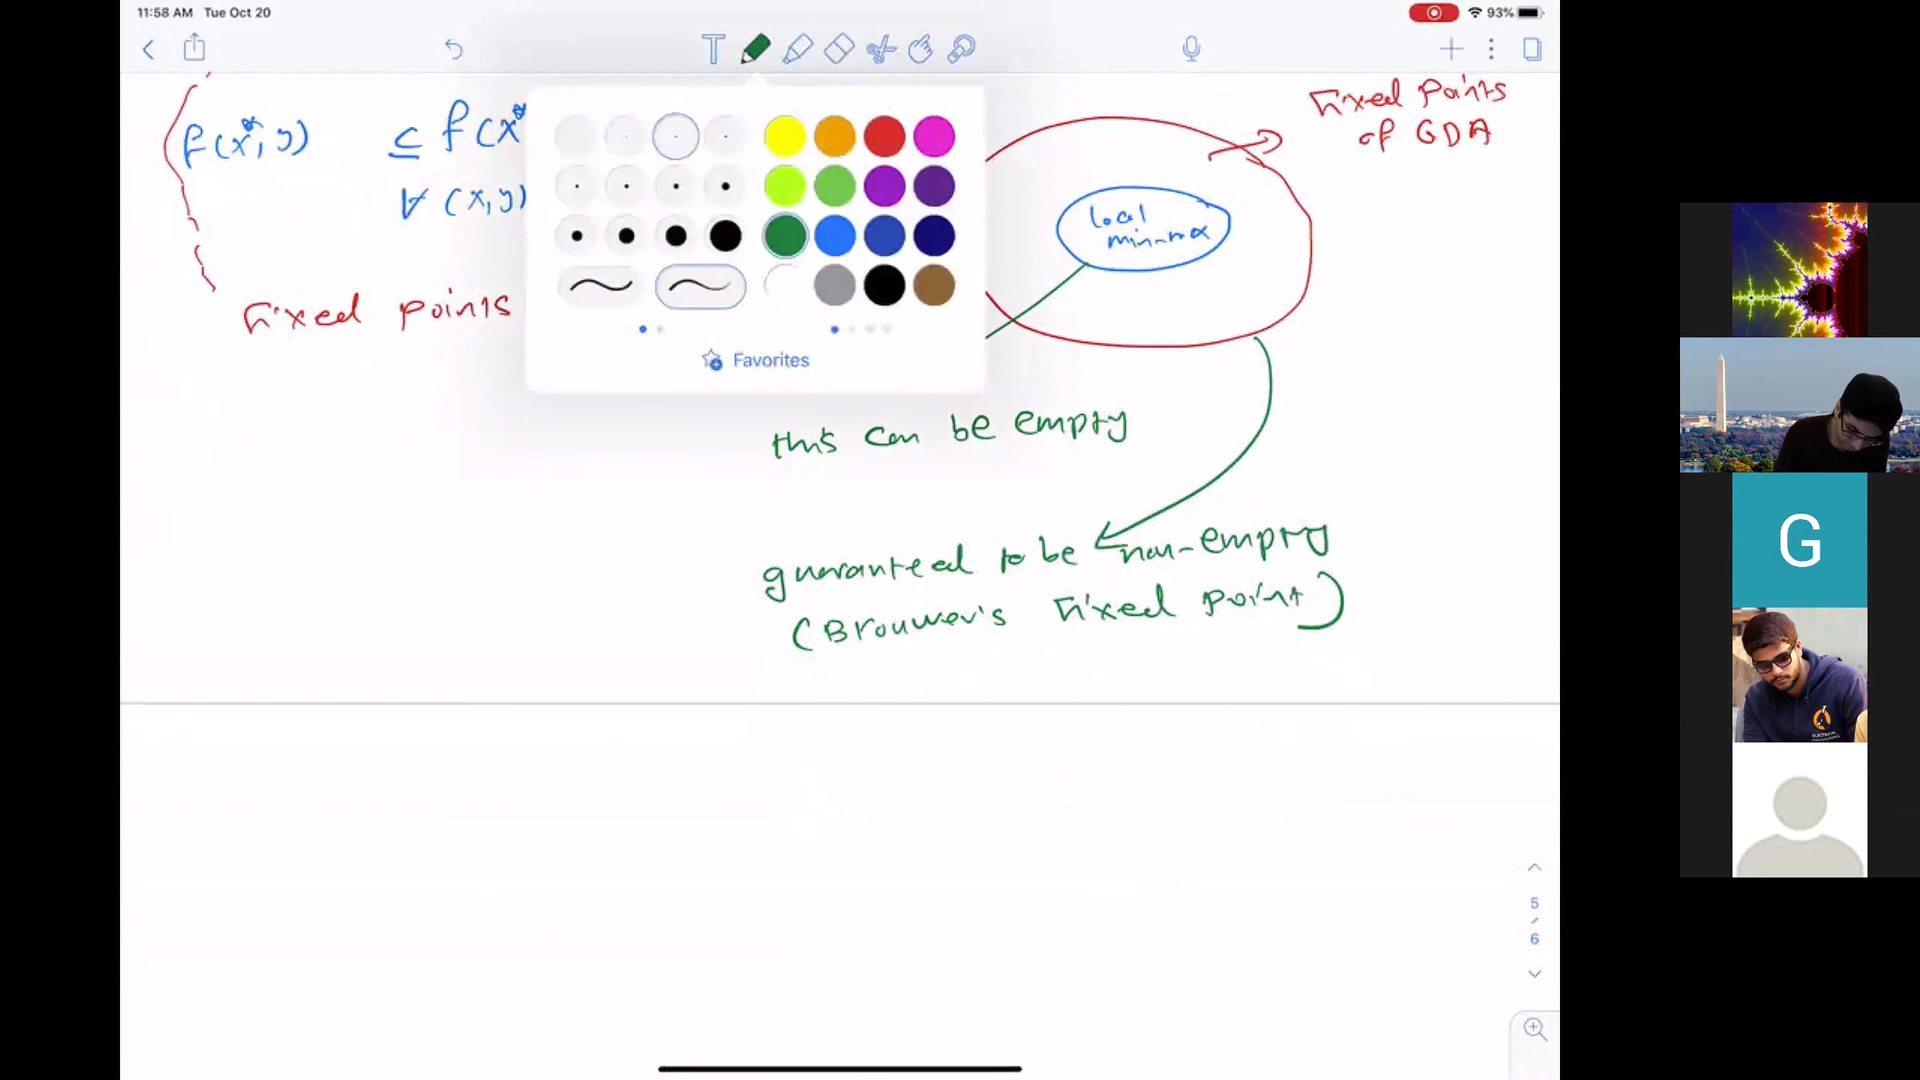 11:58 AM Tue Oct 20
93%
T
Fixed Points
of GDA
f(x*, y) ≤ f(x*
∀ (x, y)
local
min-max
Fixed points
Favorites
this can be empty
guaranteed to be non-empty
(Brouwer's Fixed point)
G
5
/
6